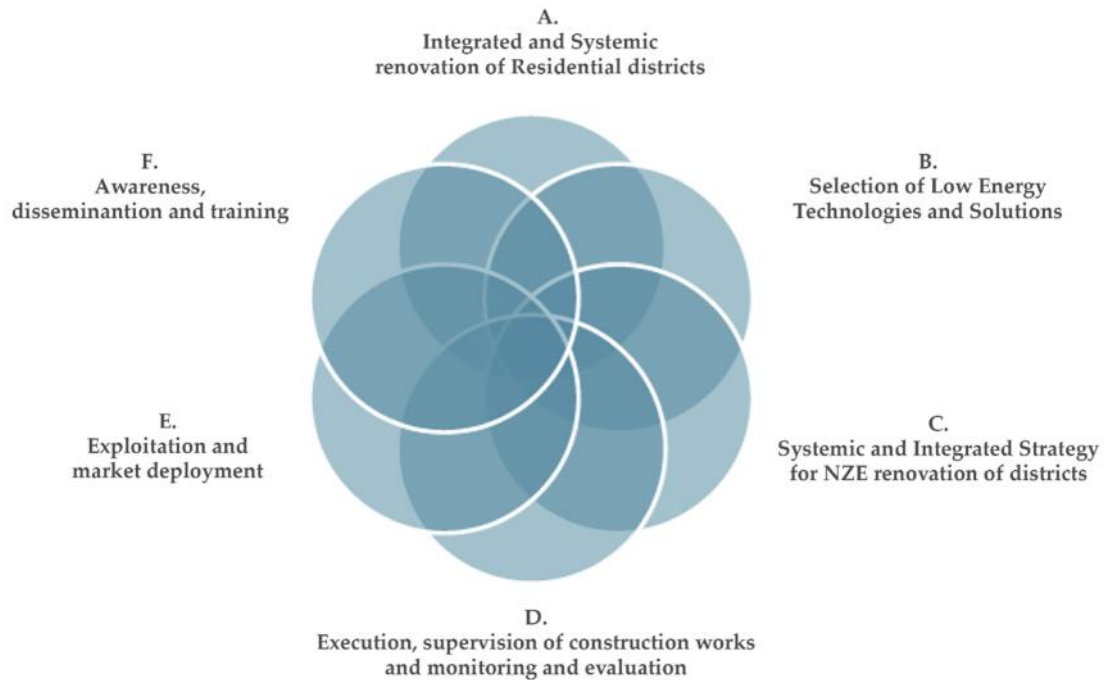 A.
Integrated and Systemic
renovation of Residential districts
B.
Selection of Low Energy
Technologies and Solutions
C.
Systemic and Integrated Strategy
for NZE renovation of districts
D.
Execution, supervision of construction works
and monitoring and evaluation
E.
Exploitation and
market deployment
F.
Awareness,
disseminantion and training